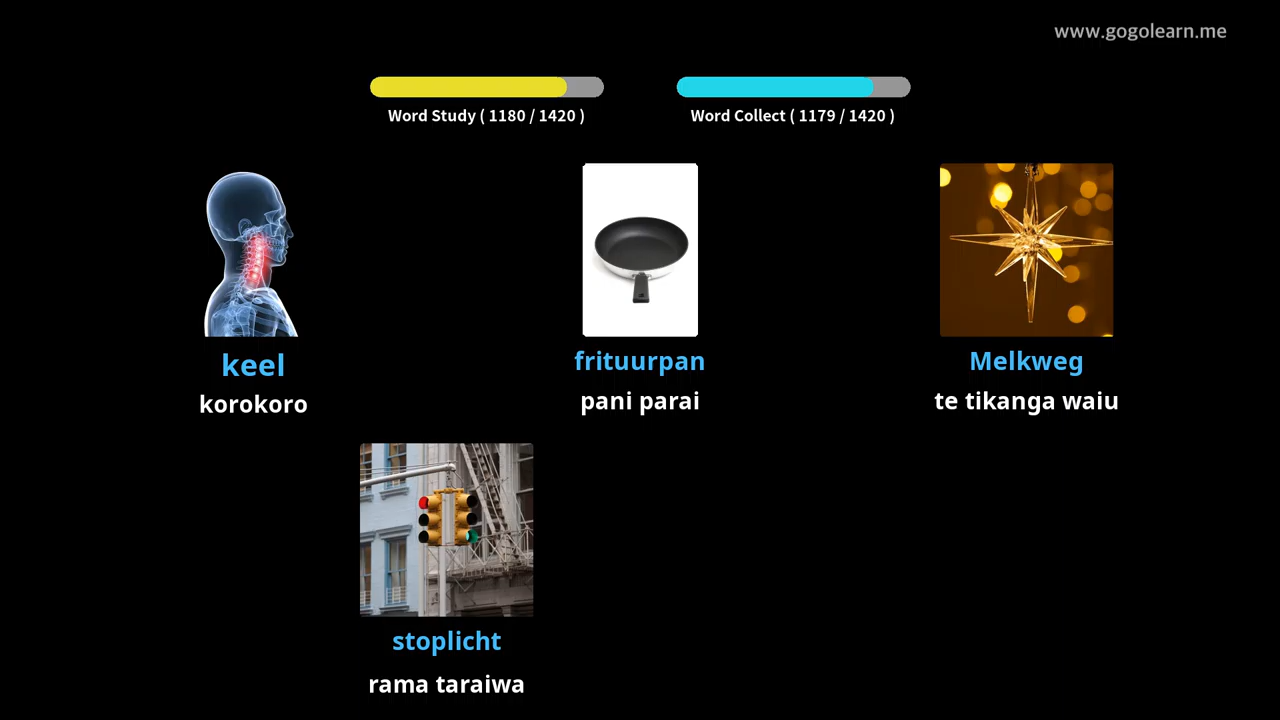 www.gogolearn.me
Word Study ( 1180 / 1420 )
Word Collect ( 1179 / 1420 )
keel
korokoro
frituurpan
pani parai
Melkweg
te tikanga waiu
stoplicht
rama taraiwa